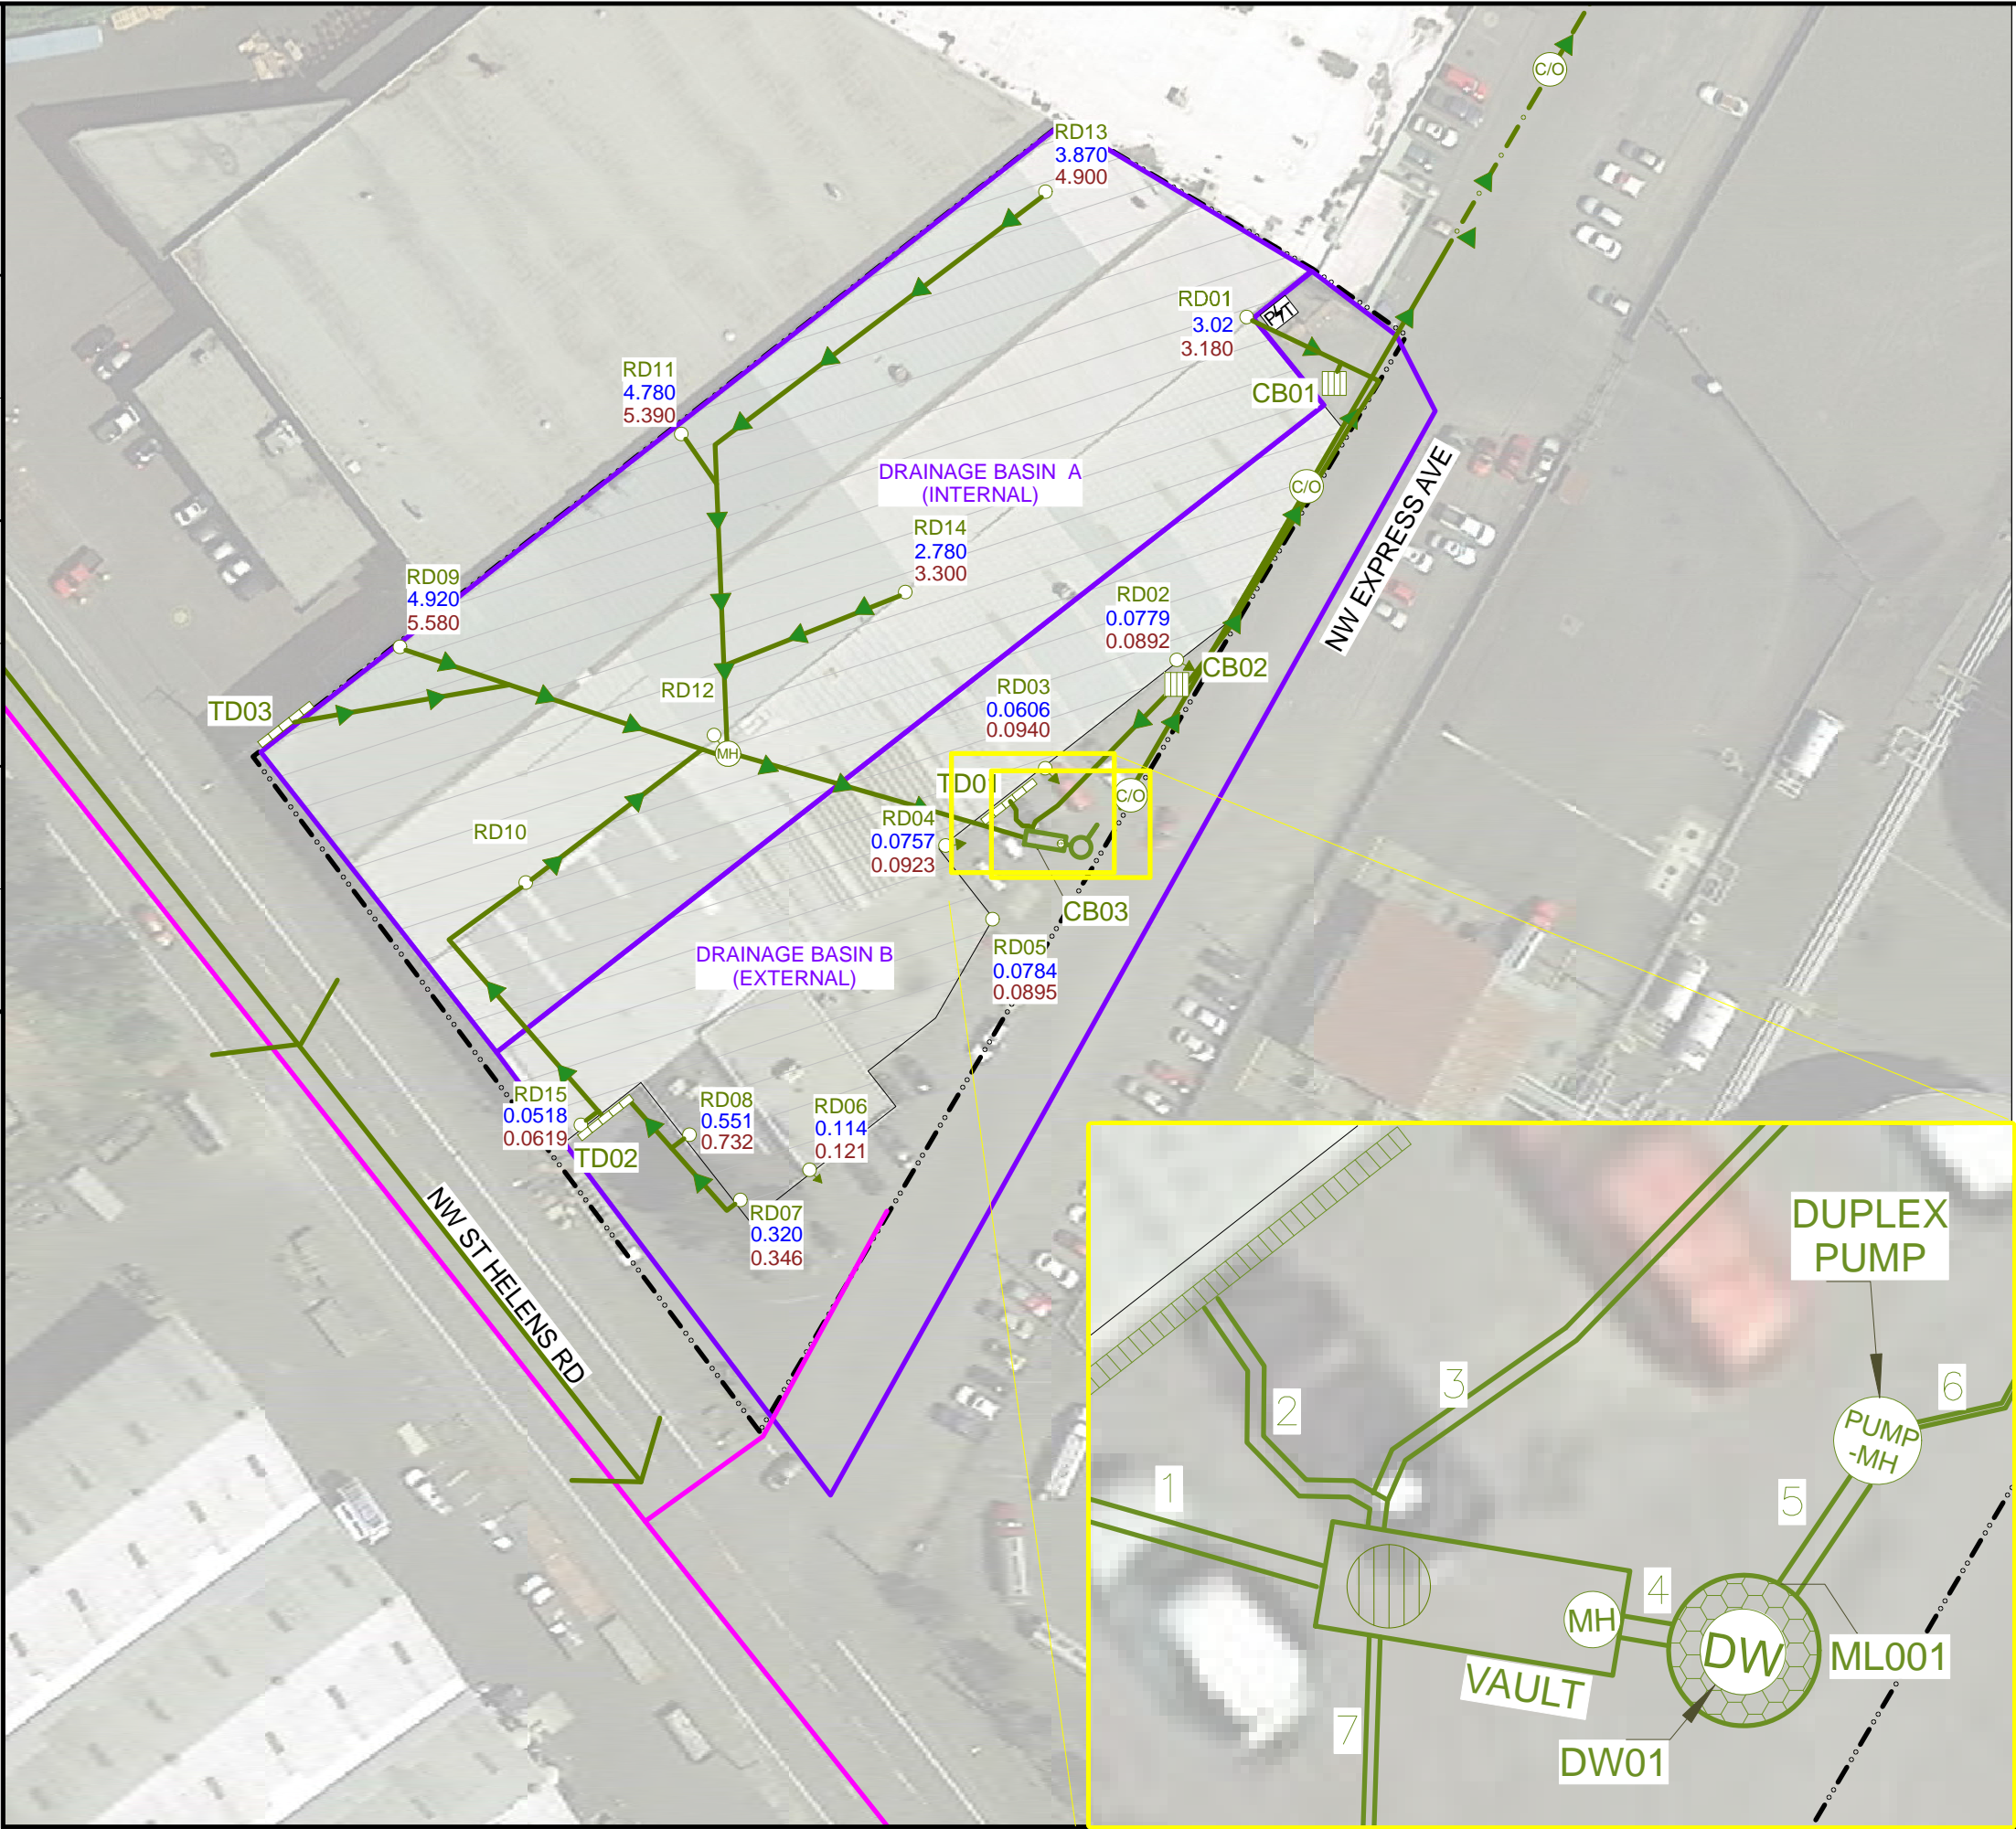 C/O
RD13
3.870
4.900
RD01
3.02
3.180
P T
CB01
RD11
4.780
5.390
DRAINAGE BASIN A
(INTERNAL)
C/O
NW EXPRESS AVE
RD14
2.780
3.300
RD09
4.920
5.580
RD02
0.0779
0.0892
CB02
RD12
RD03
0.0606
0.0940
TD03
MH
TD01
C/O
RD04
0.0757
0.0923
RD10
CB03
DRAINAGE BASIN B
(EXTERNAL)
RD05
0.0784
0.0895
RD15
0.0518
0.0619
TD02
RD08
0.551
0.732
RD06
0.114
0.121
RD07
0.320
0.346
NW ST HELENS RD
DUPLEX
PUMP
2
3
6
PUMP
-MH
1
5
4
MH
DW
ML001
VAULT
7
DW01